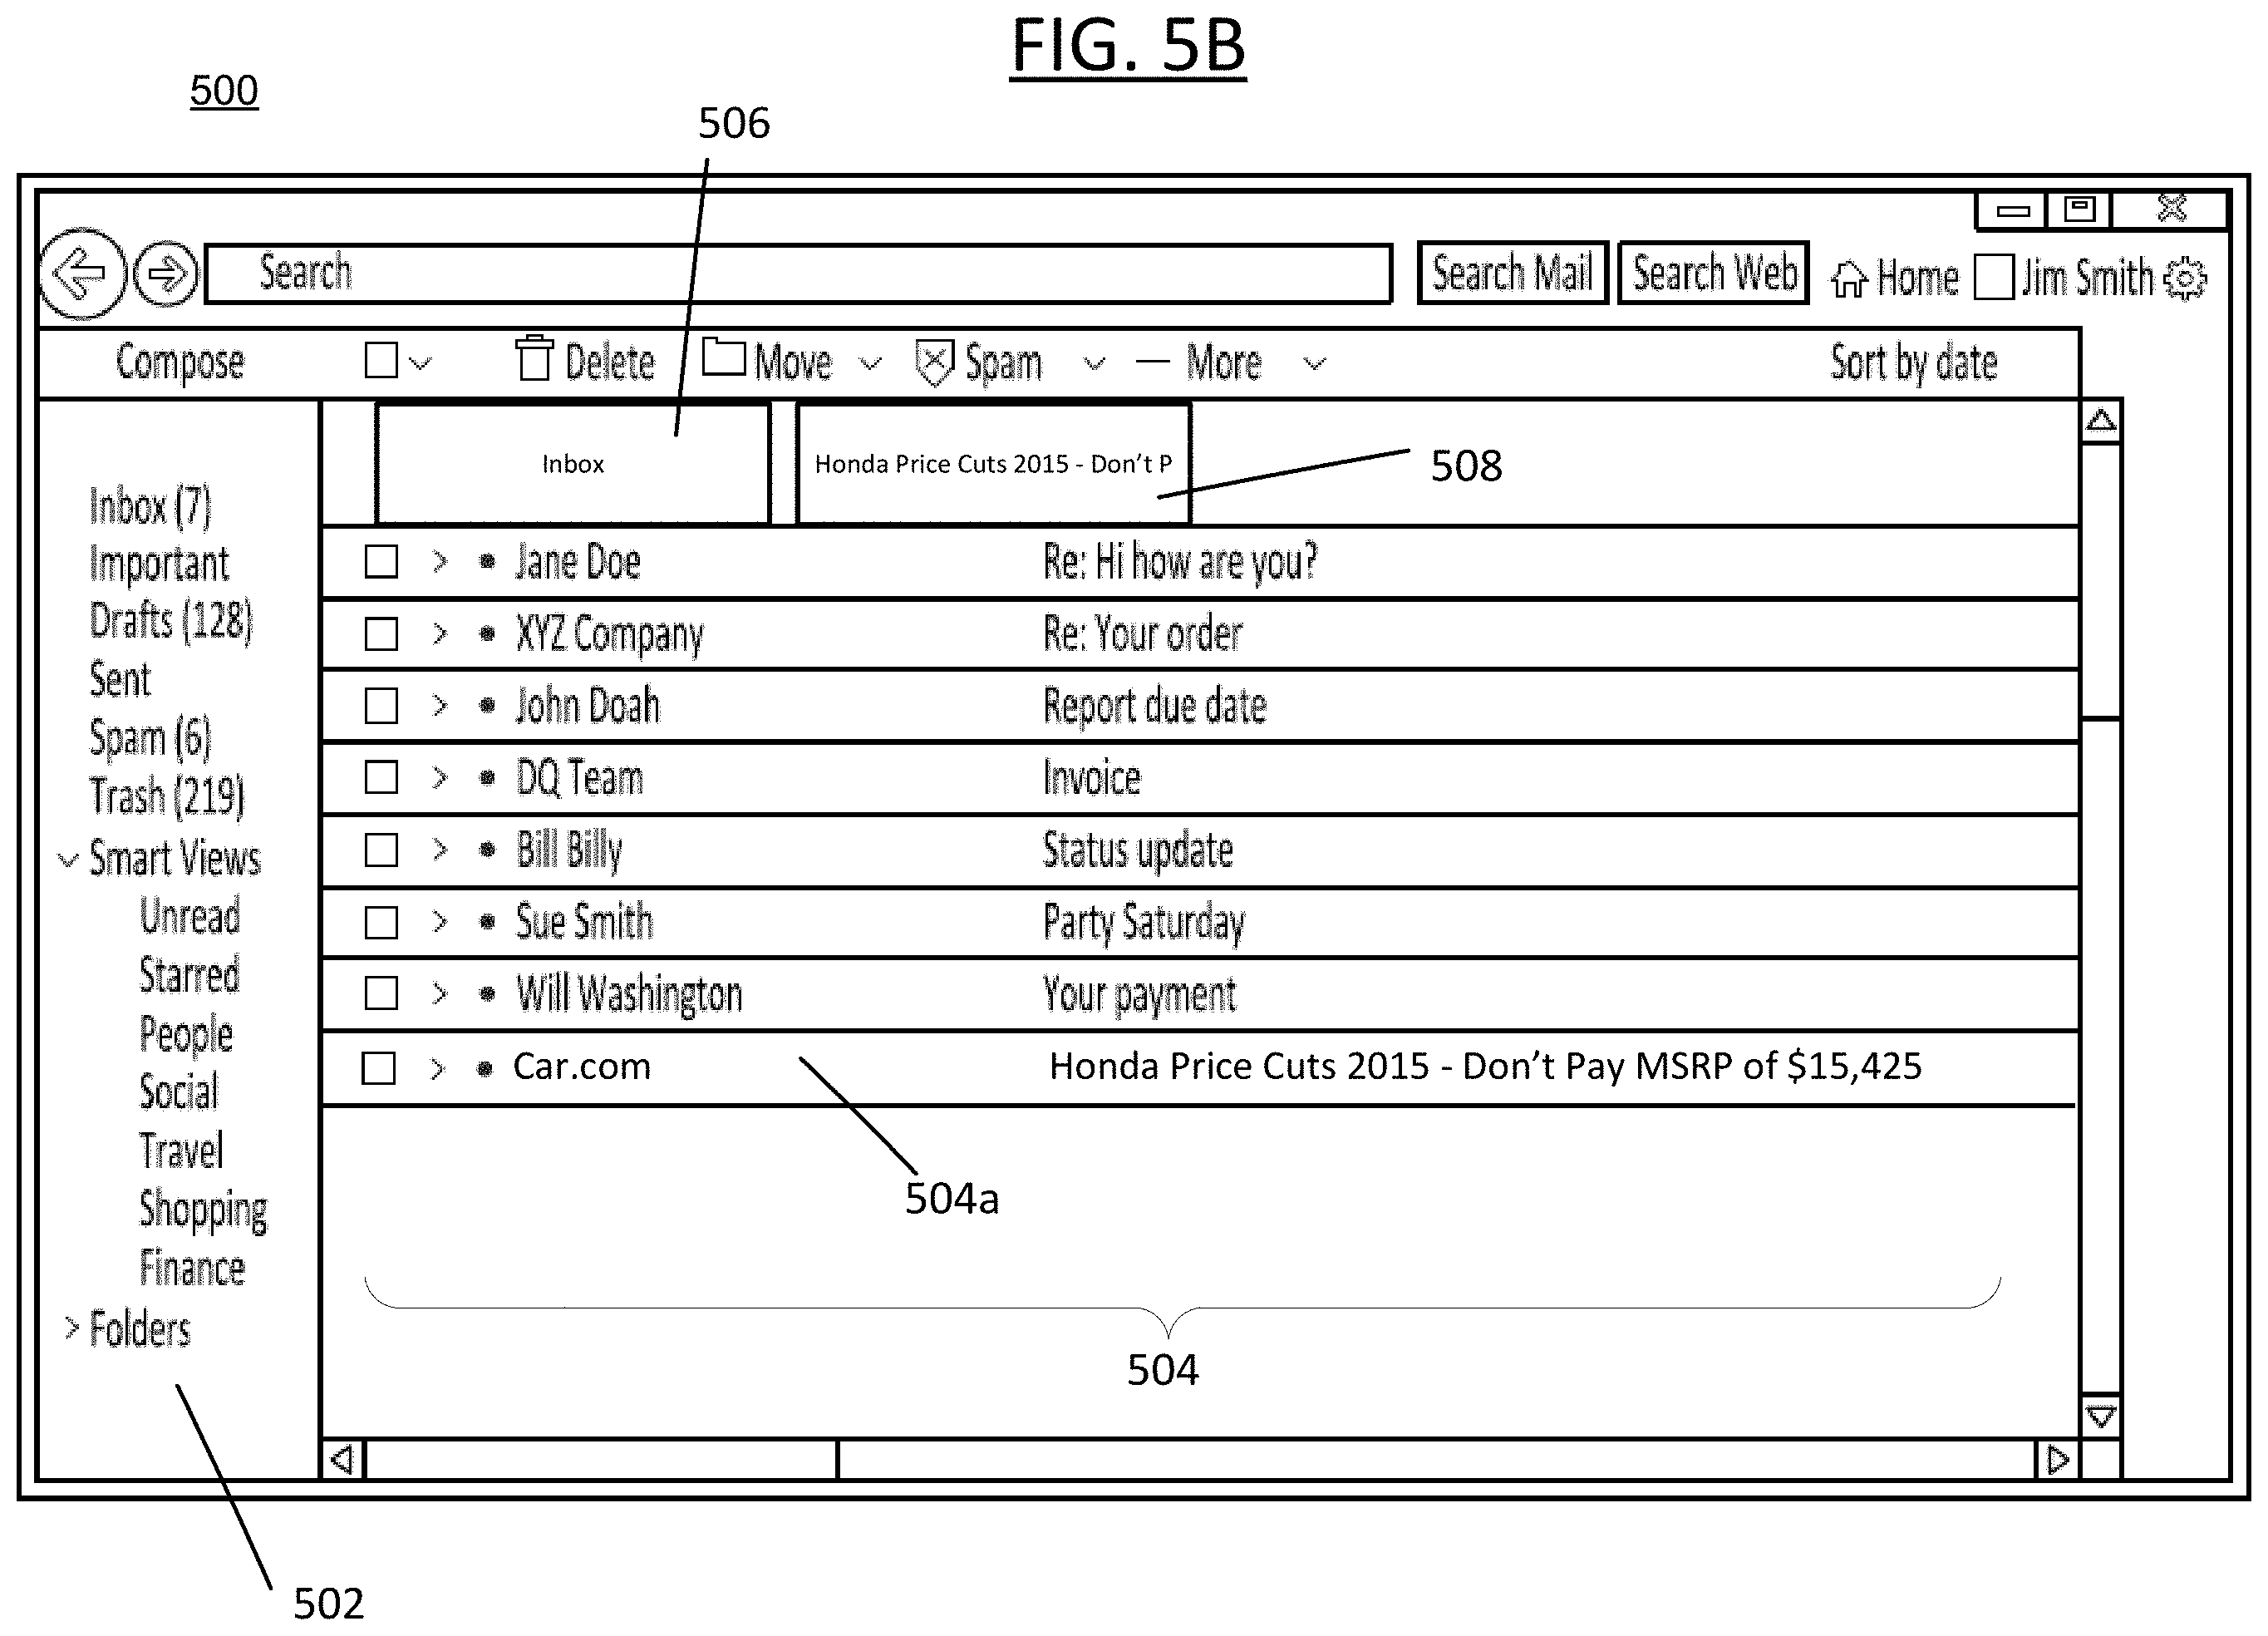 FIG. 5B
500
506
Search
Search Mail
Search Web
Home
Jim Smith
Compose
Delete
Move
Spam
More
Sort by date
Inbox
Honda Price Cuts 2015 - Don't P
508
Inbox (7)
Important
Drafts (128)
Sent
Spam (6)
Trash (219)
Smart Views
Unread
Starred
People
Social
Travel
Shopping
Finance
Folders
Jane Doe Re: Hi how are you?
XYZ Company Re: Your order
John Doah Report due date
DQ Team Invoice
Bill Billy Status update
Sue Smith Party Saturday
Will Washington Your payment
Car.com Honda Price Cuts 2015 - Don't Pay MSRP of $15,425
504a
504
502